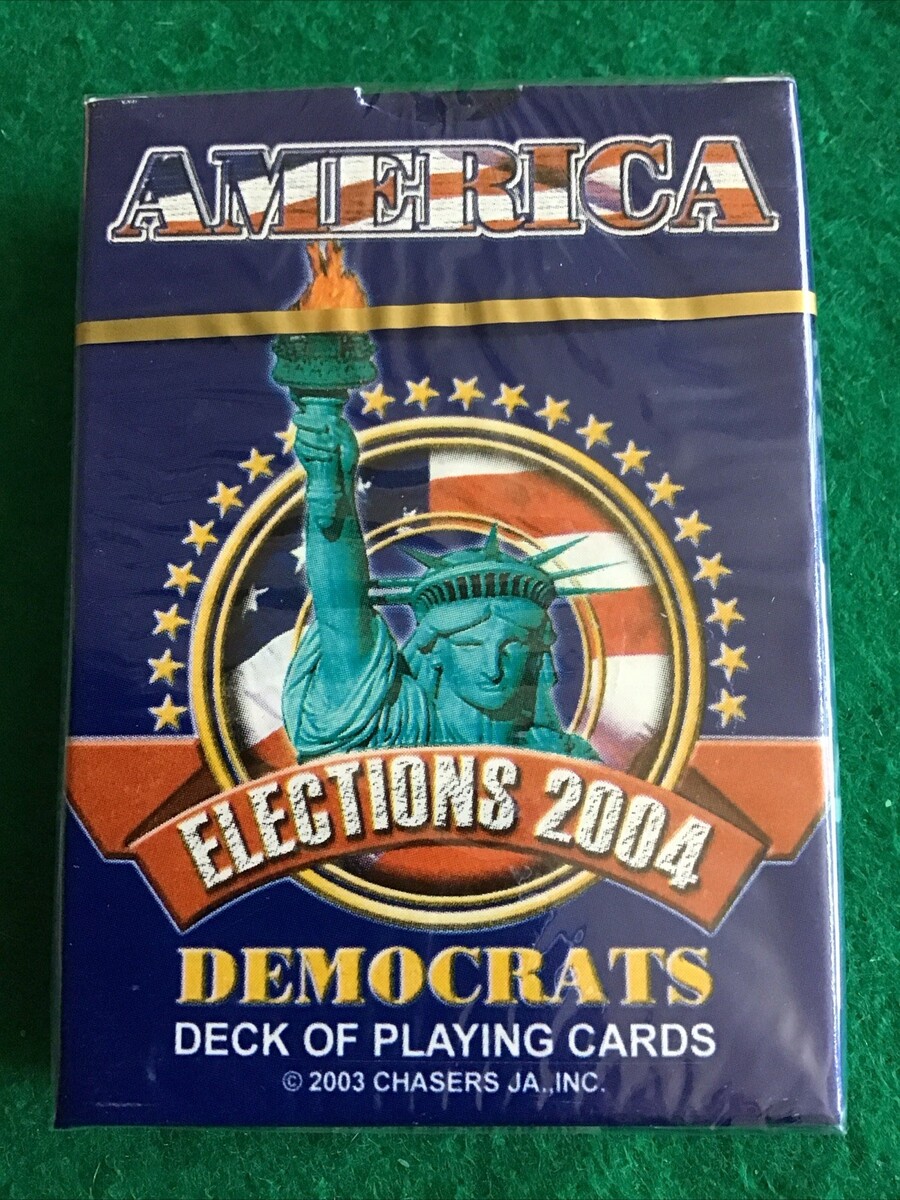 AMERICA
ELECTIONS 2004
DEMOCRATS
DECK OF PLAYING CARDS
© 2003 CHASERS JA.,INC.